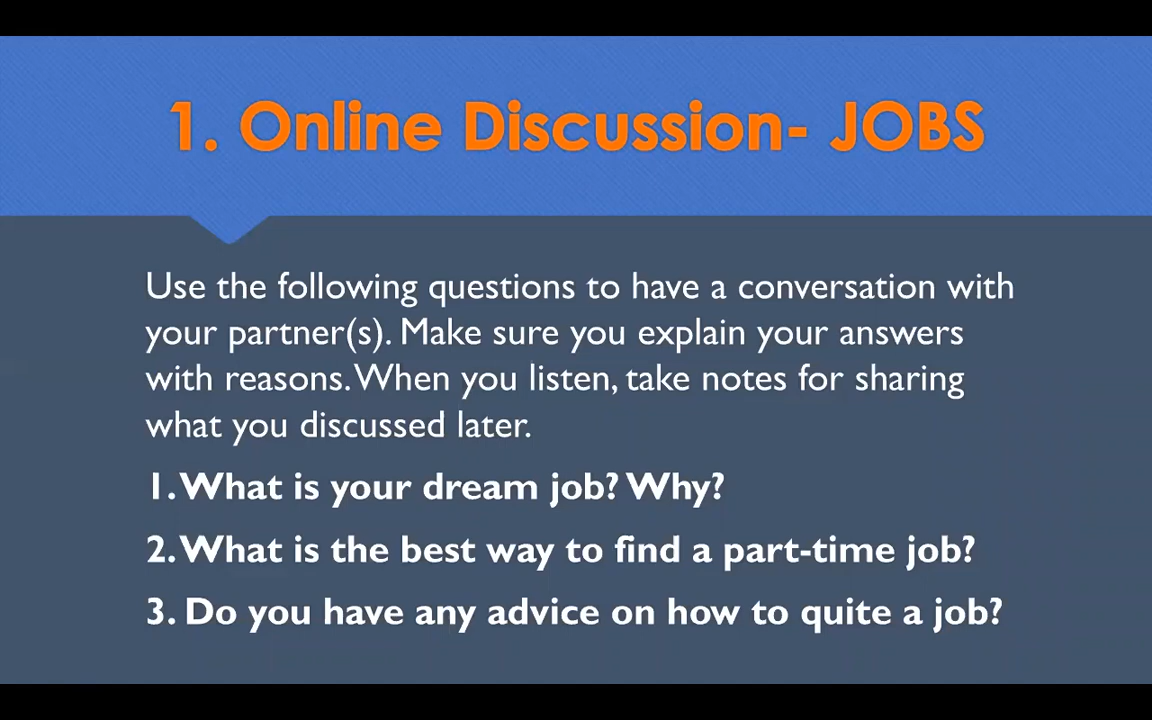 1. Online Discussion- JOBS
Use the following questions to have a conversation with
your partner(s). Make sure you explain your answers
with reasons. When you listen, take notes for sharing
what you discussed later.
1. What is your dream job? Why?
2. What is the best way to find a part-time job?
3. Do you have any advice on how to quite a job?